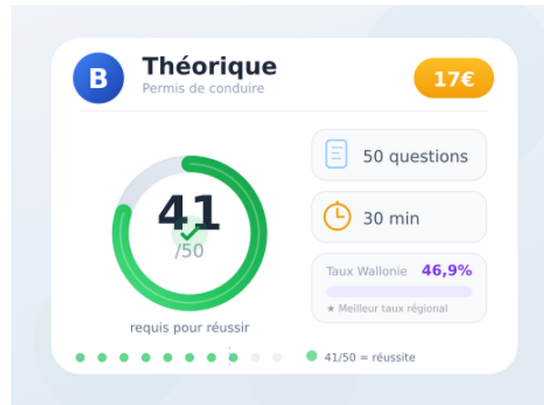 B
Théorique
Permis de conduire
17€
41
/50
requis pour réussir
50 questions
30 min
Taux Wallonie 46,9%
★ Meilleur taux régional
41/50 = réussite